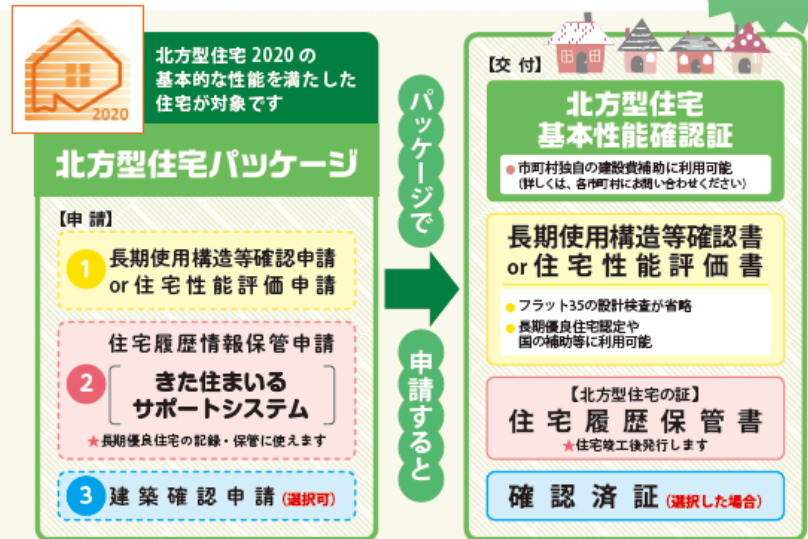 2020
北方型住宅2020の
基本的な性能を満たした
住宅が対象です
北方型住宅パッケージ
【申請】
1
長期使用構造等確認申請
or住宅性能評価申請
2
住宅履歴情報保管申請
きた住まいる
サポートシステム
★長期優良住宅の記録・保管に使えます
3
建築確認申請(選択可)
パッケージで
申請すると
【交付】
北方型住宅
基本性能確認証
●市町村独自の建設費補助に利用可能
(詳しくは、各市町村にお問い合わせください)
長期使用構造等確認書
or住宅性能評価書
●フラット35の設計検査が省略
●長期優良住宅認定や
国の補助等に利用可能
【北方型住宅の証】
住宅履歴保管書
★住宅竣工後発行します
確認済証(選択した場合)